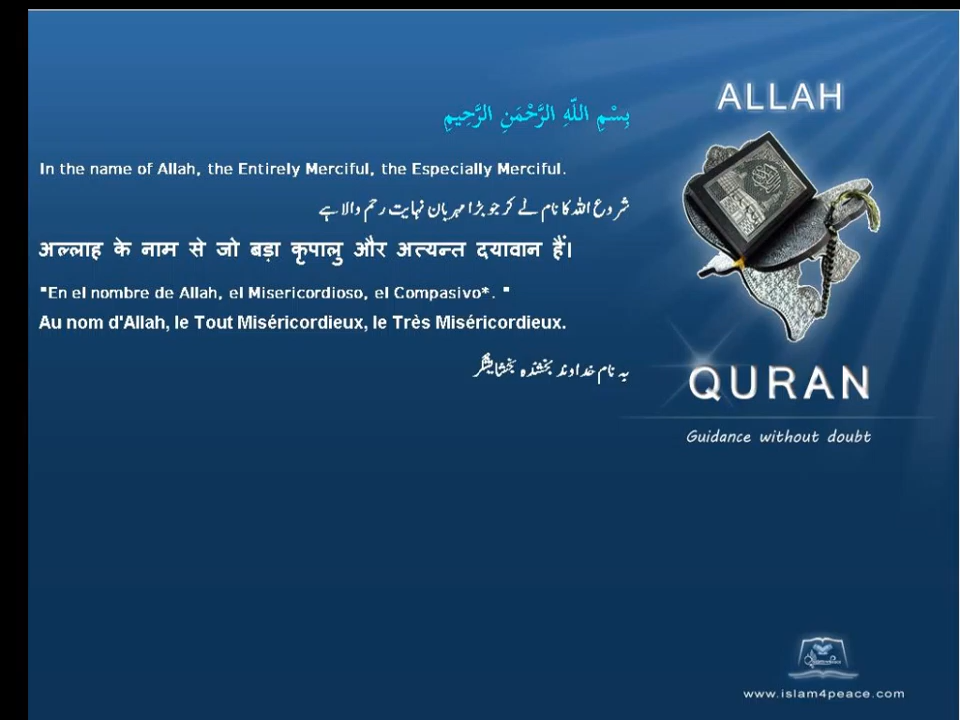 بِسْمِ اللَّهِ الرَّحْمَنِ الرَّحِيمِ
In the name of Allah, the Entirely Merciful, the Especially Merciful.
شروع اللہ کا نام لے کر جو بڑا مہربان نہایت رحم والا ہے
अल्लाह के नाम से जो बड़ा कृपालु और अत्यन्त दयावान हैं।
"En el nombre de Allah, el Misericordioso, el Compasivo*. "
Au nom d'Allah, le Tout Miséricordieux, le Très Miséricordieux.
به نام خداوند بخشنده بخشایشگر
ALLAH
QURAN
Guidance without doubt
www.islam4peace.com